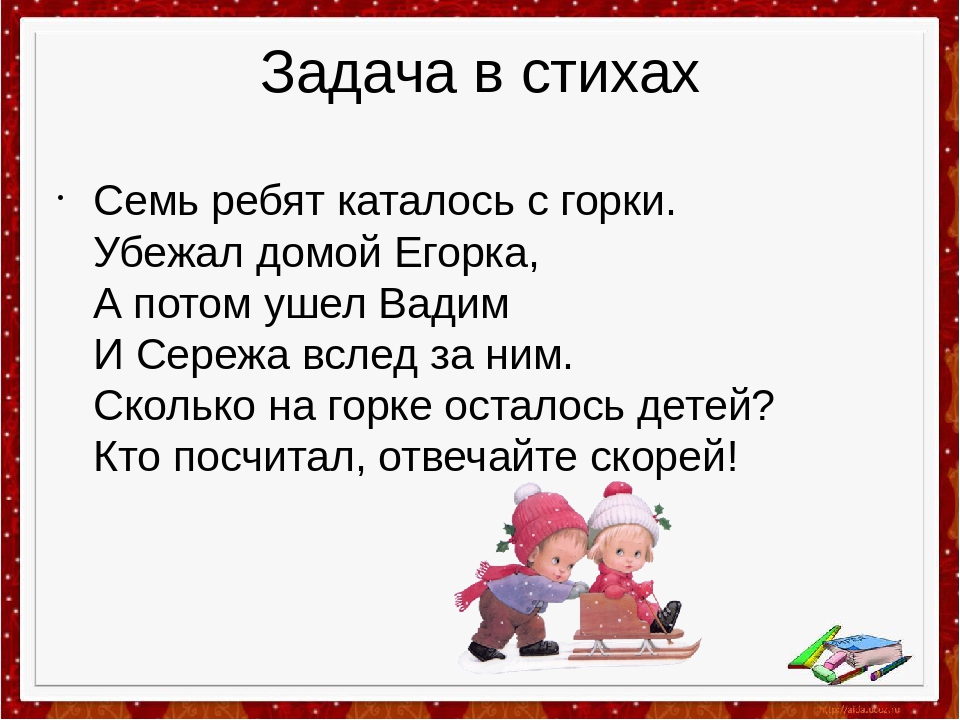 Задача в стихах
Семь ребят каталось с горки.
Убежал домой Егорка,
А потом ушел Вадим
И Сережа вслед за ним.
Сколько на горке осталось детей?
Кто посчитал, отвечайте скорей!
http://aida.ucoz.ru